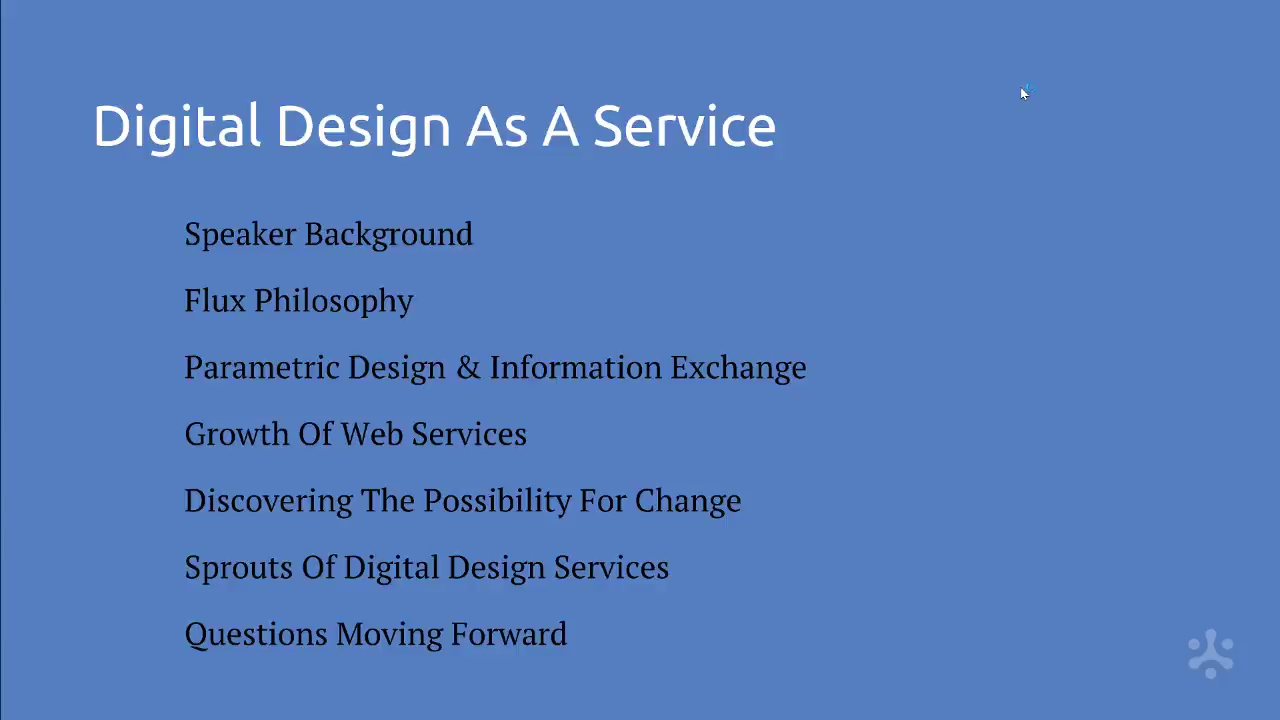 Digital Design As A Service
Speaker Background
Flux Philosophy
Parametric Design & Information Exchange
Growth Of Web Services
Discovering The Possibility For Change
Sprouts Of Digital Design Services
Questions Moving Forward